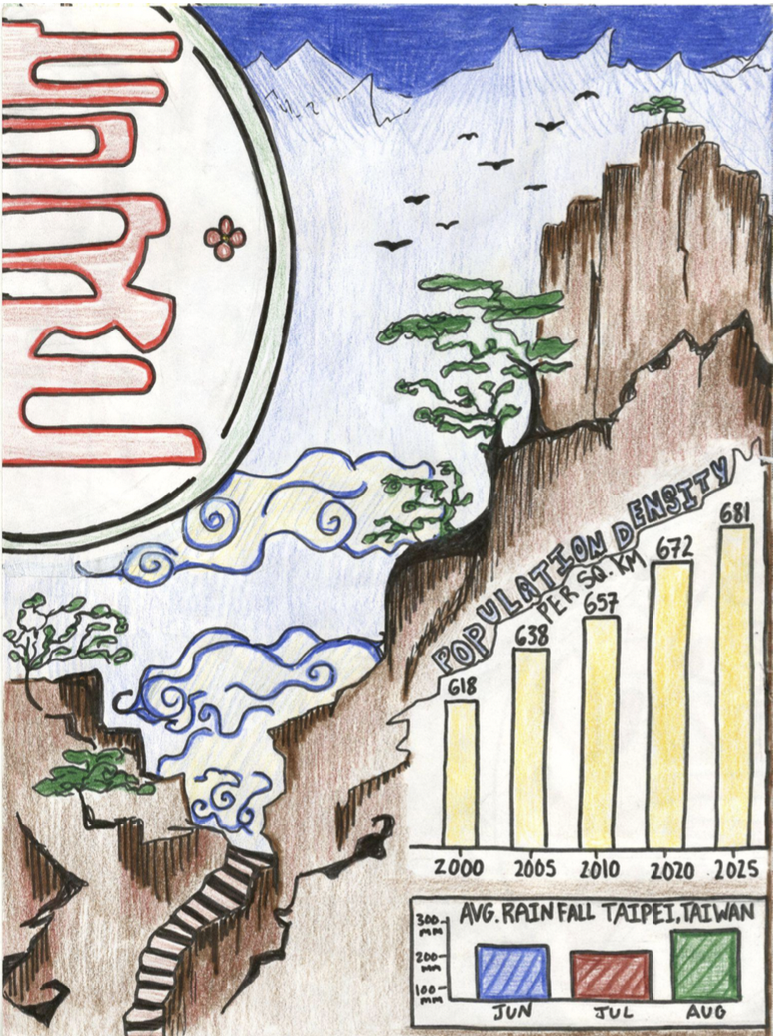 POPULATION DENSITY
PER SQ. KM
618
638
657
672
681
2000 2005 2010 2020 2025
AVG. RAINFALL TAIPEI, TAIWAN
300 MM
200 MM
100 MM
JUN JUL AUG